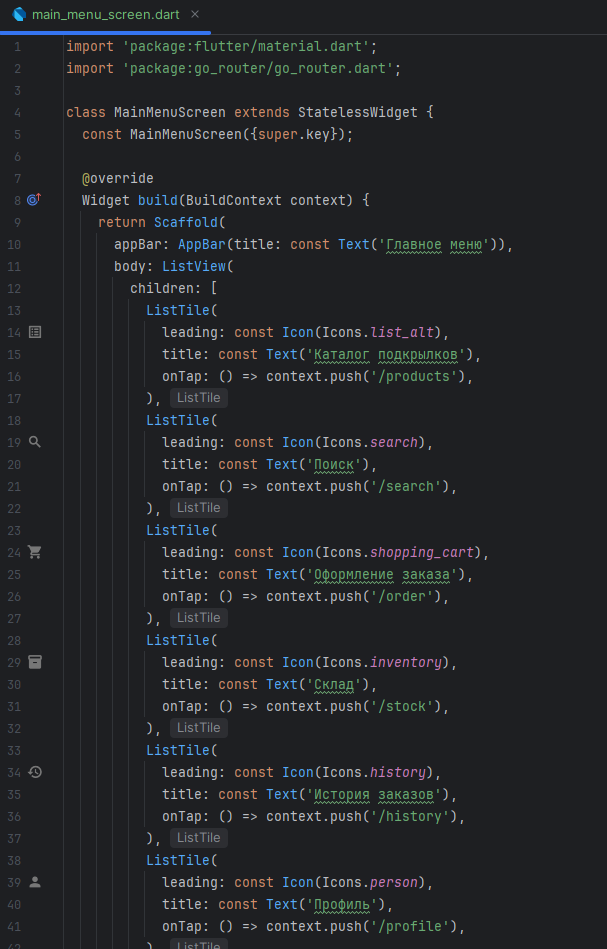 main_menu_screen.dart ×
1 import 'package:flutter/material.dart';
2 import 'package:go_router/go_router.dart';
3
4 class MainMenuScreen extends StatelessWidget {
5   const MainMenuScreen({super.key});
6
7   @override
8   Widget build(BuildContext context) {
9     return Scaffold(
10       appBar: AppBar(title: const Text('Главное меню')),
11       body: ListView(
12         children: [
13           ListTile(
14             leading: const Icon(Icons.list_alt),
15             title: const Text('Каталог подкрылков'),
16             onTap: () => context.push('/products'),
17           ), ListTile
18           ListTile(
19             leading: const Icon(Icons.search),
20             title: const Text('Поиск'),
21             onTap: () => context.push('/search'),
22           ), ListTile
23           ListTile(
24             leading: const Icon(Icons.shopping_cart),
25             title: const Text('Оформление заказа'),
26             onTap: () => context.push('/order'),
27           ), ListTile
28           ListTile(
29             leading: const Icon(Icons.inventory),
30             title: const Text('Склад'),
31             onTap: () => context.push('/stock'),
32           ), ListTile
33           ListTile(
34             leading: const Icon(Icons.history),
35             title: const Text('История заказов'),
36             onTap: () => context.push('/history'),
37           ), ListTile
38           ListTile(
39             leading: const Icon(Icons.person),
40             title: const Text('Профиль'),
41             onTap: () => context.push('/profile'),
42           ), ListTile